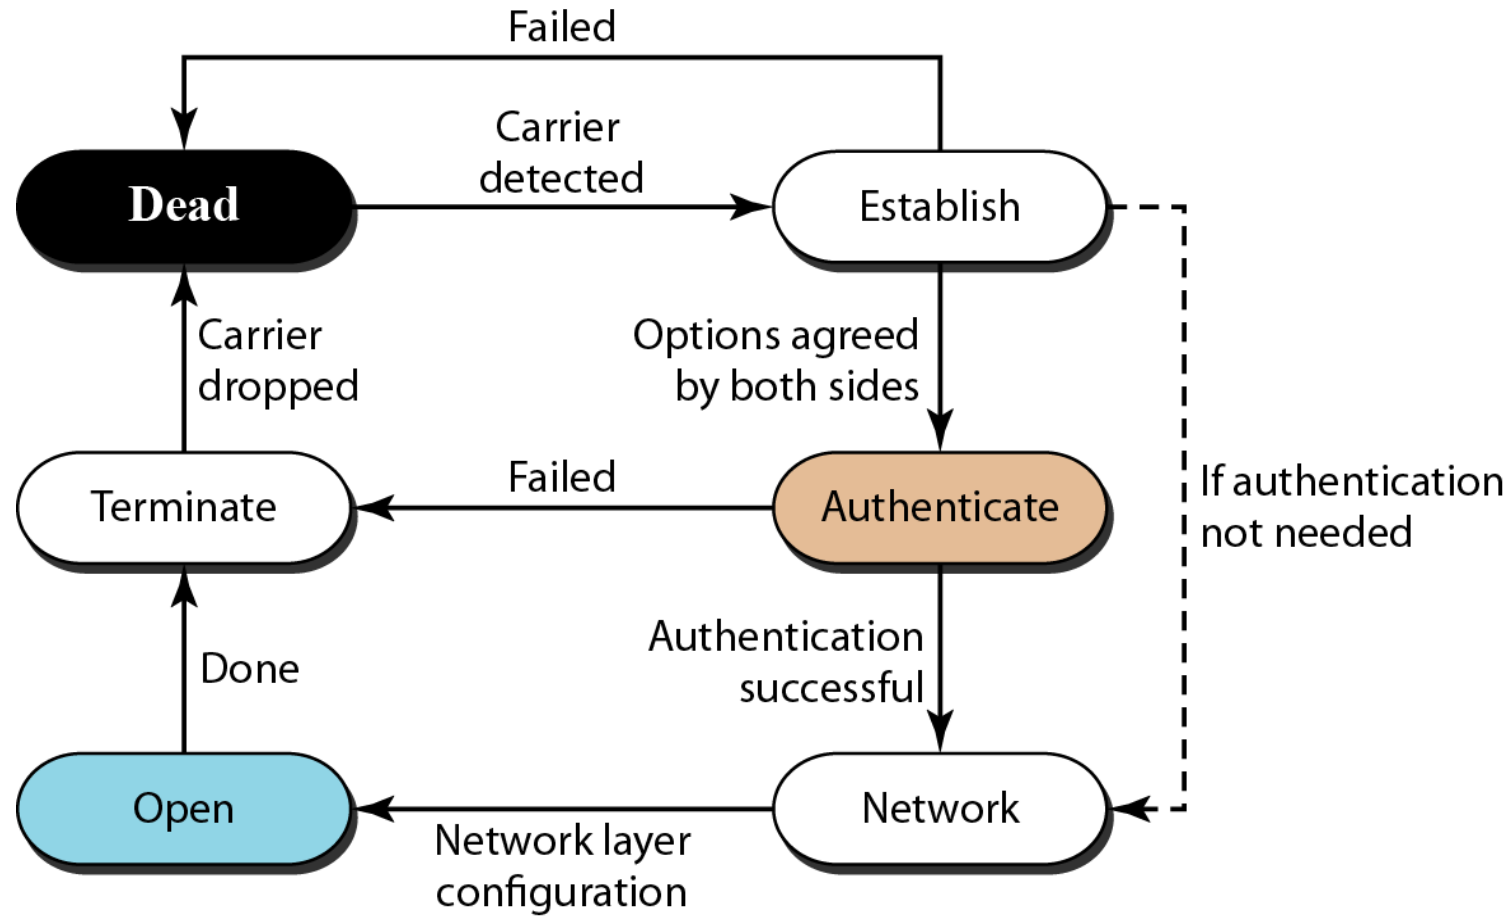 Failed
Carrier
detected
Dead
Establish
Carrier
dropped
Options agreed
by both sides
If authentication
not needed
Terminate
Failed
Authenticate
Done
Authentication
successful
Open
Network layer
configuration
Network